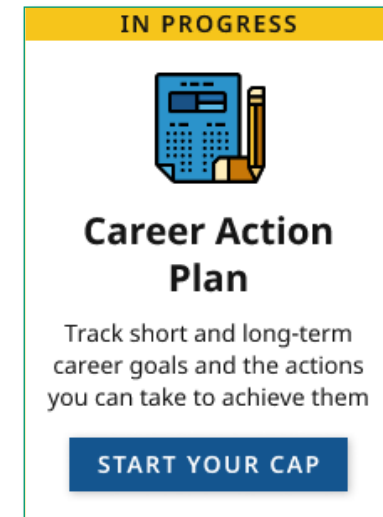 IN PROGRESS
Career Action
Plan
Track short and long-term
career goals and the actions
you can take to achieve them
START YOUR CAP